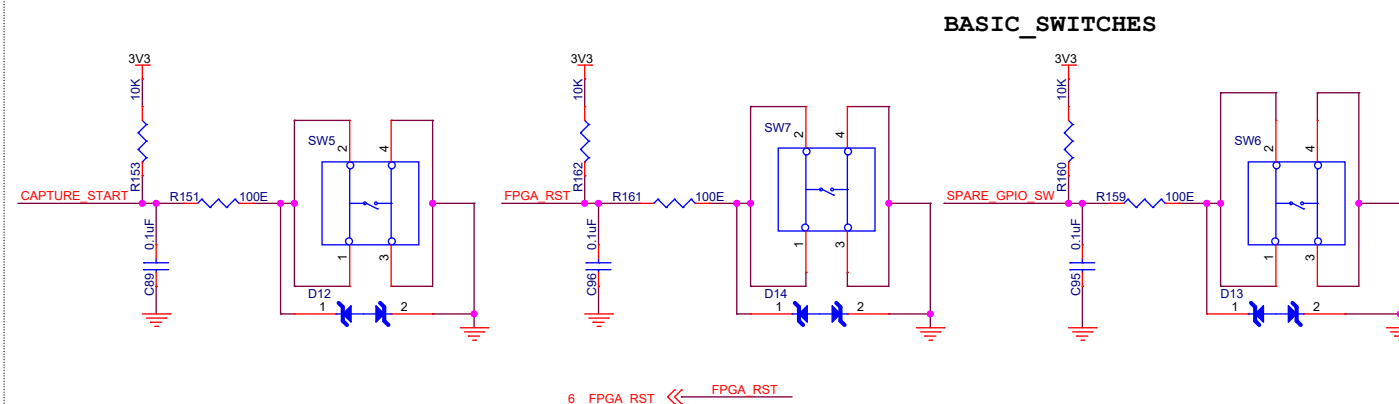 BASIC_SWITCHES
3V3
10K
R153
CAPTURE_START
R151
100E
0.1uF
C89
SW5
2
4
1
3
D12
1
2
3V3
10K
R162
FPGA_RST
R161
100E
0.1uF
C96
SW7
2
4
1
3
D14
1
2
3V3
10K
R160
SPARE_GPIO_SW
R159
100E
0.1uF
C95
SW6
2
4
1
3
D13
1
2
6 FPGA_RST
FPGA_RST